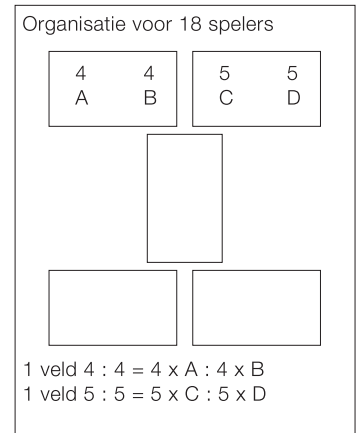 Organisatie voor 18 spelers
4 4 5 5
A B C D
1 veld 4 : 4 = 4 x A : 4 x B
1 veld 5 : 5 = 5 x C : 5 x D